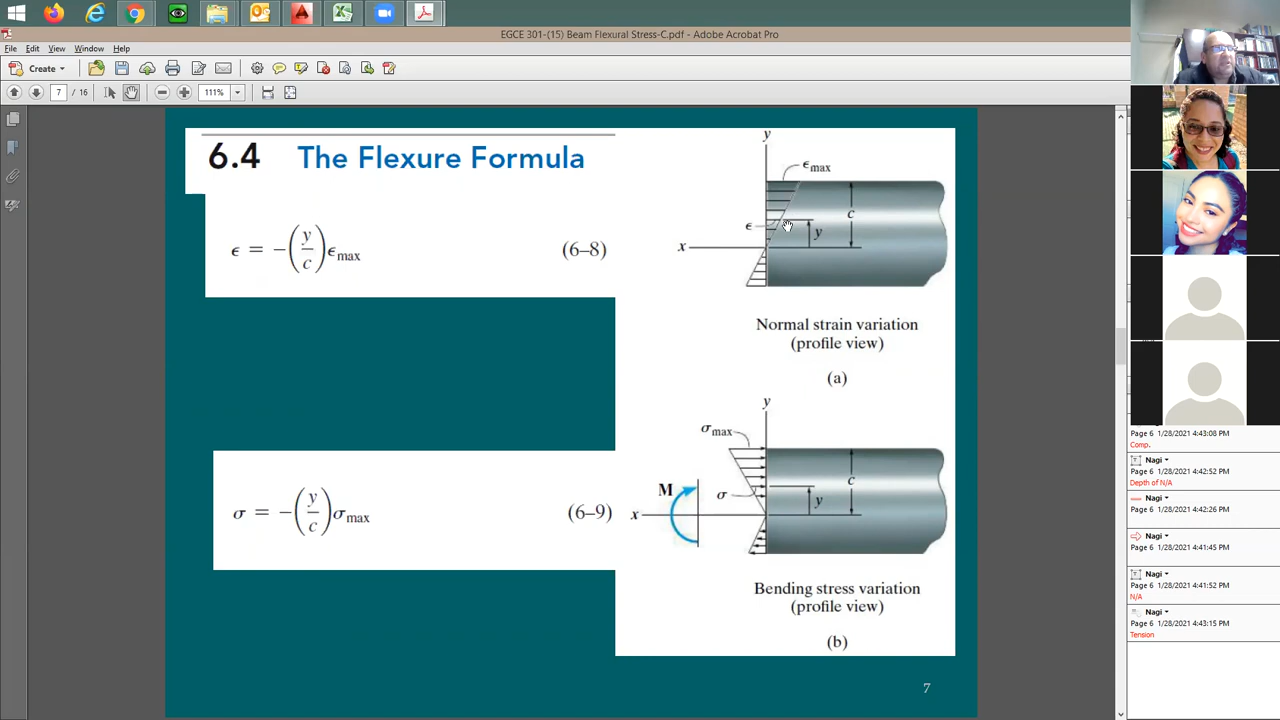 EGCE 301-(15) Beam Flexural Stress-C.pdf - Adobe Acrobat Pro
File Edit View Window Help
Create
7 / 16
111%
6.4 The Flexure Formula
ϵ = −(y/c)ϵmax (6–8)
y
ϵmax
c
ϵ
y
x
Normal strain variation
(profile view)
(a)
σ = −(y/c)σmax (6–9)
y
σmax
c
M
σ
y
x
Bending stress variation
(profile view)
(b)
7
Page 6 1/28/2021 4:43:08 PM
Comp.
Nagi
Page 6 1/28/2021 4:42:52 PM
Depth of N/A
Nagi
Page 6 1/28/2021 4:42:26 PM
Nagi
Page 6 1/28/2021 4:41:45 PM
Nagi
Page 6 1/28/2021 4:41:52 PM
N/A
Nagi
Page 6 1/28/2021 4:43:15 PM
Tension